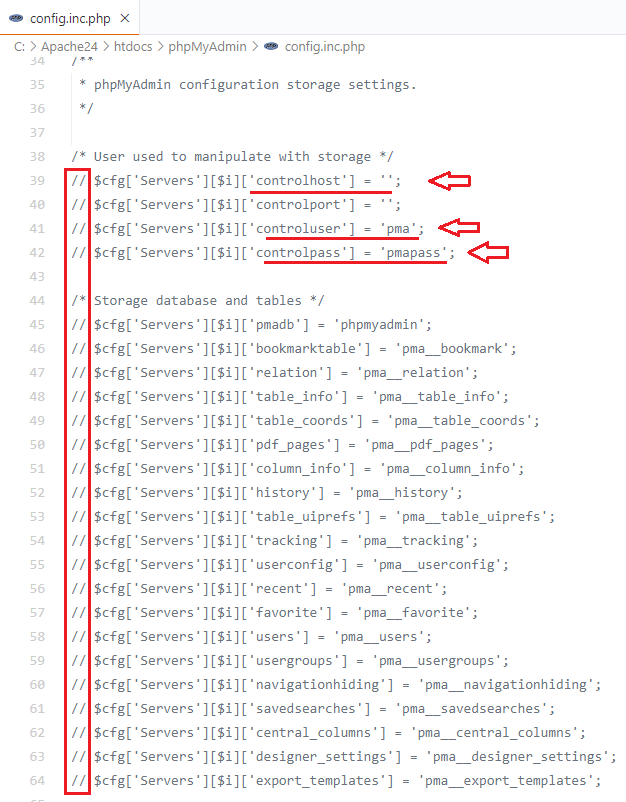 config.inc.php ×
C: > Apache24 > htdocs > phpMyAdmin > config.inc.php
34 /**
35 * phpMyAdmin configuration storage settings.
36 */
37
38 /* User used to manipulate with storage */
39 // $cfg['Servers'][$i]['controlhost'] = '';
40 // $cfg['Servers'][$i]['controlport'] = '';
41 // $cfg['Servers'][$i]['controluser'] = 'pma';
42 // $cfg['Servers'][$i]['controlpass'] = 'pmapass';
43
44 /* Storage database and tables */
45 // $cfg['Servers'][$i]['pmadb'] = 'phpmyadmin';
46 // $cfg['Servers'][$i]['bookmarktable'] = 'pma__bookmark';
47 // $cfg['Servers'][$i]['relation'] = 'pma__relation';
48 // $cfg['Servers'][$i]['table_info'] = 'pma__table_info';
49 // $cfg['Servers'][$i]['table_coords'] = 'pma__table_coords';
50 // $cfg['Servers'][$i]['pdf_pages'] = 'pma__pdf_pages';
51 // $cfg['Servers'][$i]['column_info'] = 'pma__column_info';
52 // $cfg['Servers'][$i]['history'] = 'pma__history';
53 // $cfg['Servers'][$i]['table_uiprefs'] = 'pma__table_uiprefs';
54 // $cfg['Servers'][$i]['tracking'] = 'pma__tracking';
55 // $cfg['Servers'][$i]['userconfig'] = 'pma__userconfig';
56 // $cfg['Servers'][$i]['recent'] = 'pma__recent';
57 // $cfg['Servers'][$i]['favorite'] = 'pma__favorite';
58 // $cfg['Servers'][$i]['users'] = 'pma__users';
59 // $cfg['Servers'][$i]['usergroups'] = 'pma__usergroups';
60 // $cfg['Servers'][$i]['navigationhiding'] = 'pma__navigationhiding';
61 // $cfg['Servers'][$i]['savedsearches'] = 'pma__savedsearches';
62 // $cfg['Servers'][$i]['central_columns'] = 'pma__central_columns';
63 // $cfg['Servers'][$i]['designer_settings'] = 'pma__designer_settings';
64 // $cfg['Servers'][$i]['export_templates'] = 'pma__export_templates';